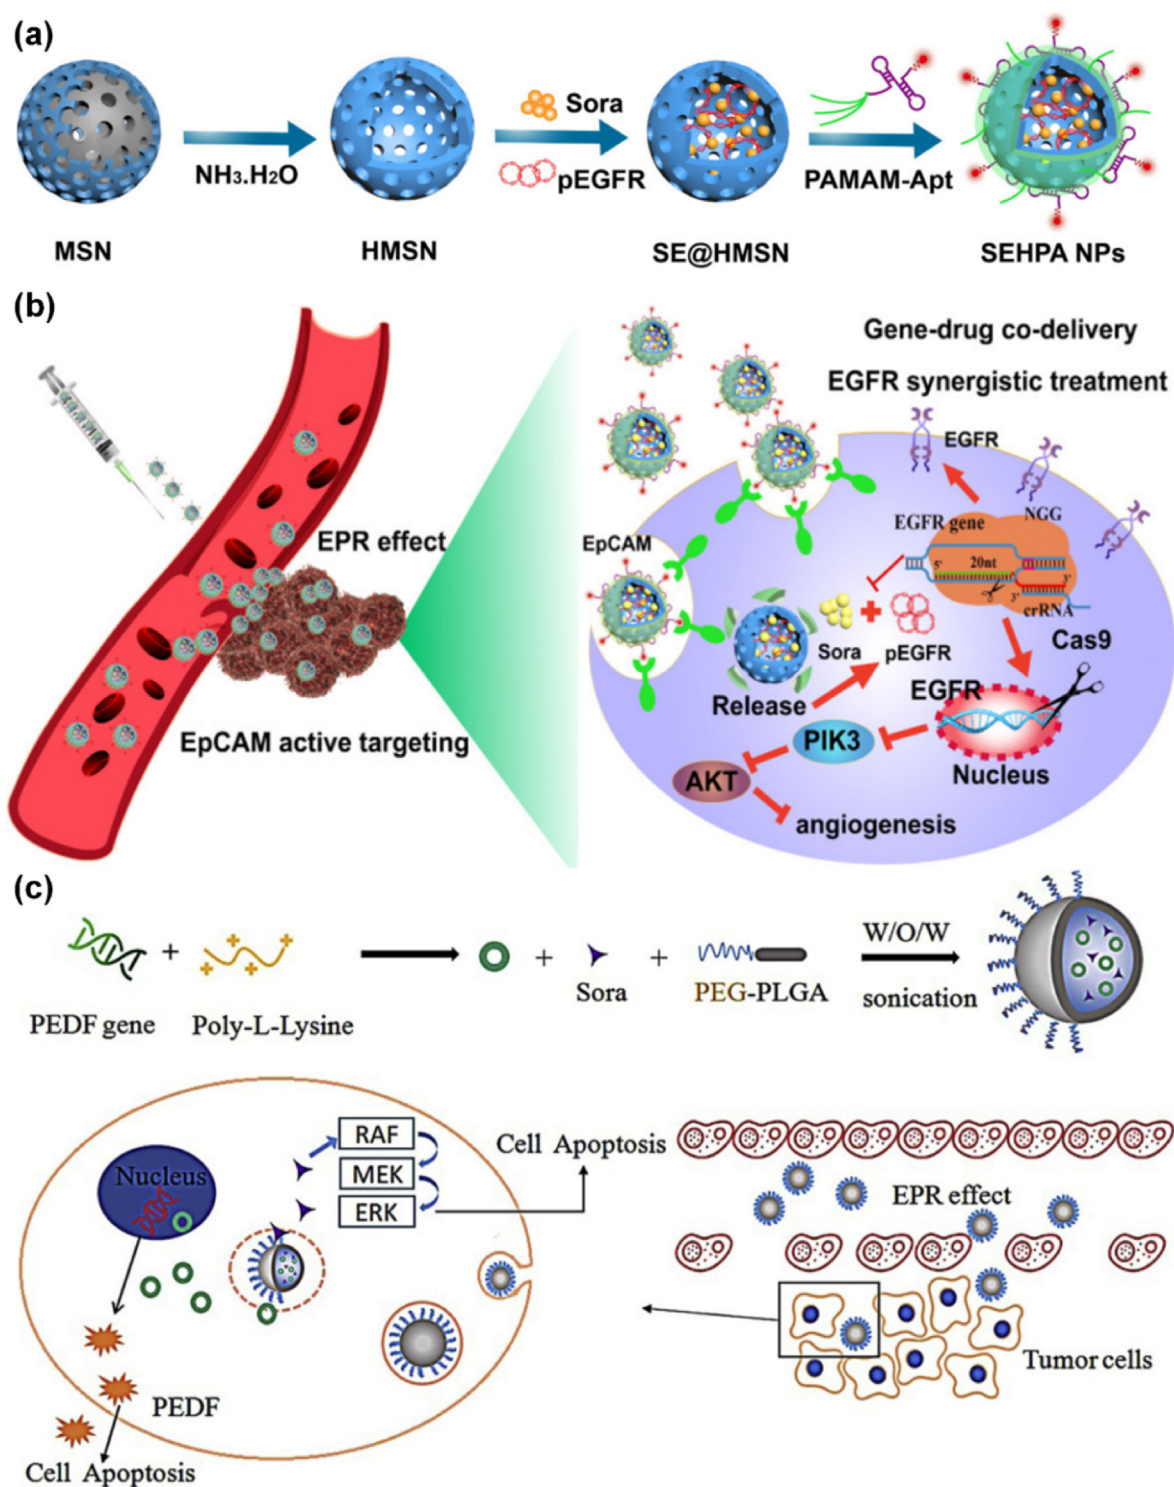 (a)
Sora
NH3.H2O
pEGFR
PAMAM-Apt
MSN
HMSN
SE@HMSN
SEHPA NPs
(b)
Gene-drug co-delivery
EGFR synergistic treatment
EGFR
NGG
EGFR gene
EPR effect
EpCAM
5'
20nt
3'
3'
crRNA
Cas9
Sora
pEGFR
Release
EGFR
EpCAM active targeting
PIK3
Nucleus
AKT
angiogenesis
(c)
W/O/W
PEDF gene
+
Poly-L-Lysine
+
Sora
+
PEG-PLGA
sonication
RAF
Cell Apoptosis
Nucleus
MEK
ERK
EPR effect
PEDF
Tumor cells
Cell Apoptosis